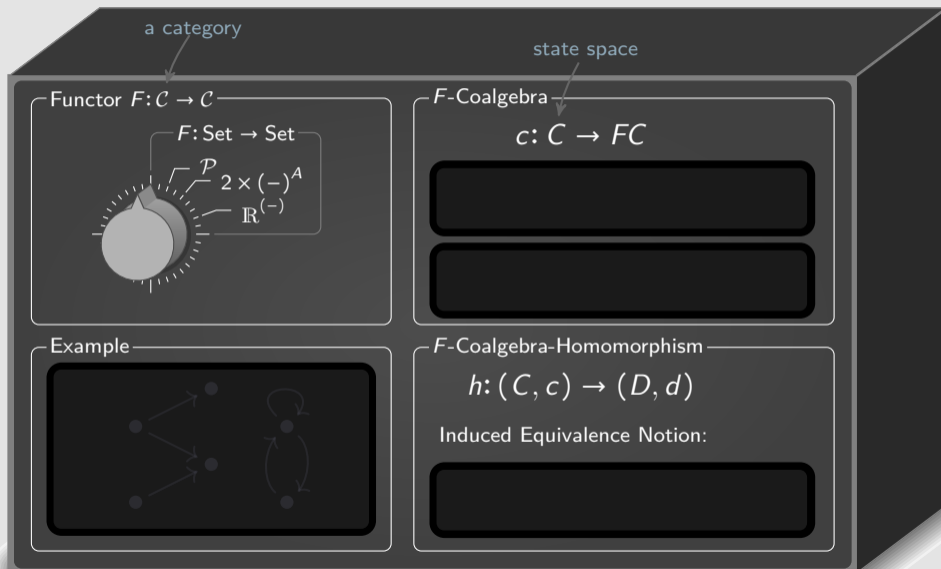 a category
state space
Functor F: 𝒞 → 𝒞
F: Set → Set
𝒫
2 × (−)^A
ℝ^(−)
F-Coalgebra
c: C → FC
Example
F-Coalgebra-Homomorphism
h: (C, c) → (D, d)
Induced Equivalence Notion: